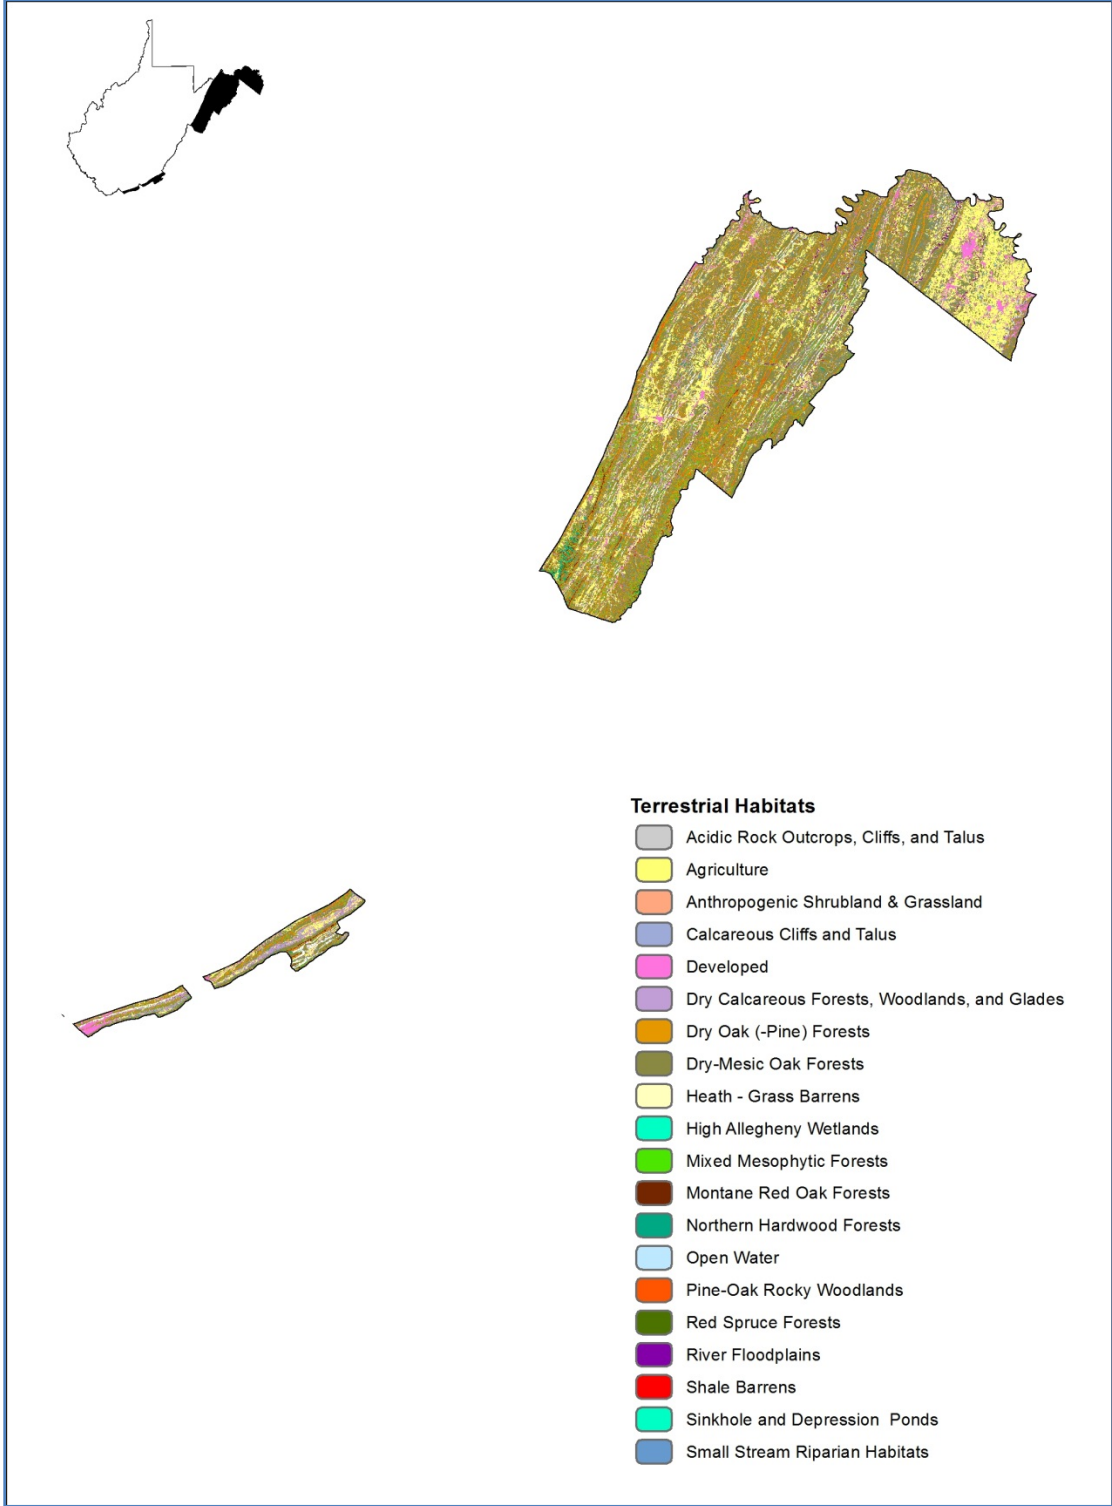 Terrestrial Habitats
Acidic Rock Outcrops, Cliffs, and Talus
Agriculture
Anthropogenic Shrubland & Grassland
Calcareous Cliffs and Talus
Developed
Dry Calcareous Forests, Woodlands, and Glades
Dry Oak (-Pine) Forests
Dry-Mesic Oak Forests
Heath - Grass Barrens
High Allegheny Wetlands
Mixed Mesophytic Forests
Montane Red Oak Forests
Northern Hardwood Forests
Open Water
Pine-Oak Rocky Woodlands
Red Spruce Forests
River Floodplains
Shale Barrens
Sinkhole and Depression  Ponds
Small Stream Riparian Habitats